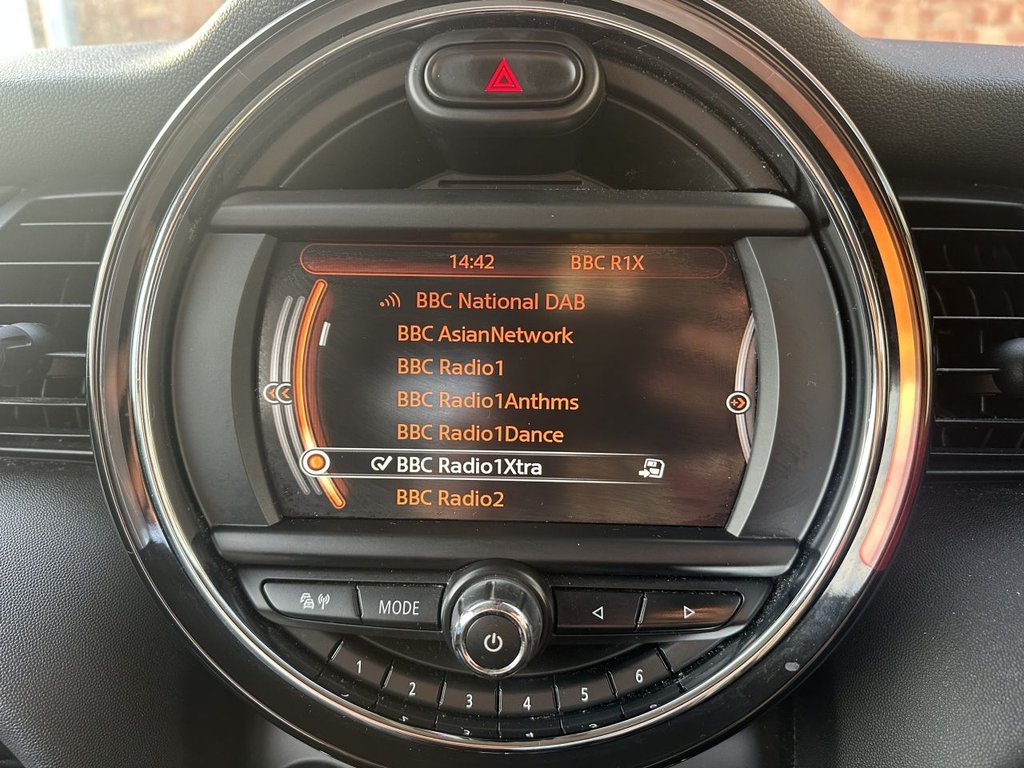 14:42 BBC R1X
BBC National DAB
BBC AsianNetwork
BBC Radio1
BBC Radio1Anthms
BBC Radio1Dance
BBC Radio1Xtra
BBC Radio2
MODE
1 2 3 4 5 6